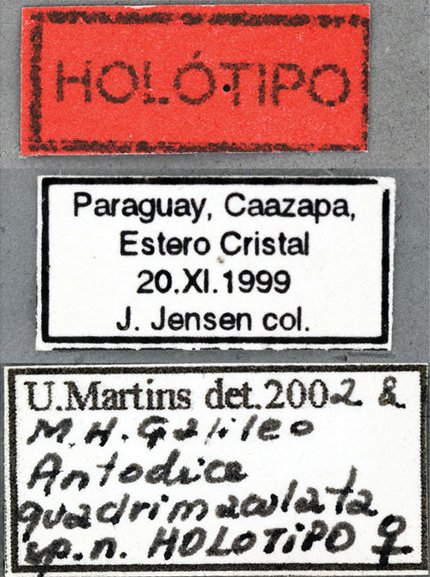 HOLÓTIPO
Paraguay, Caazapa,
Estero Cristal
20.XI.1999
J. Jensen col.
U.Martins det.2002 &
M.H.Galileo
Antodice
quadrimaculata
sp.n. HOLOTiPO ♀